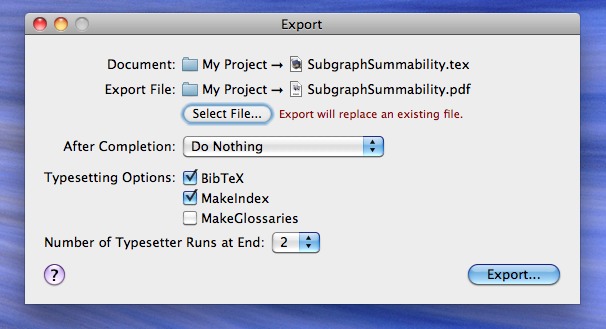 Export
Document: My Project → SubgraphSummability.tex
Export File: My Project → SubgraphSummability.pdf
Select File... Export will replace an existing file.
After Completion: Do Nothing
Typesetting Options: BibTeX
MakeIndex
MakeGlossaries
Number of Typesetter Runs at End: 2
? Export...